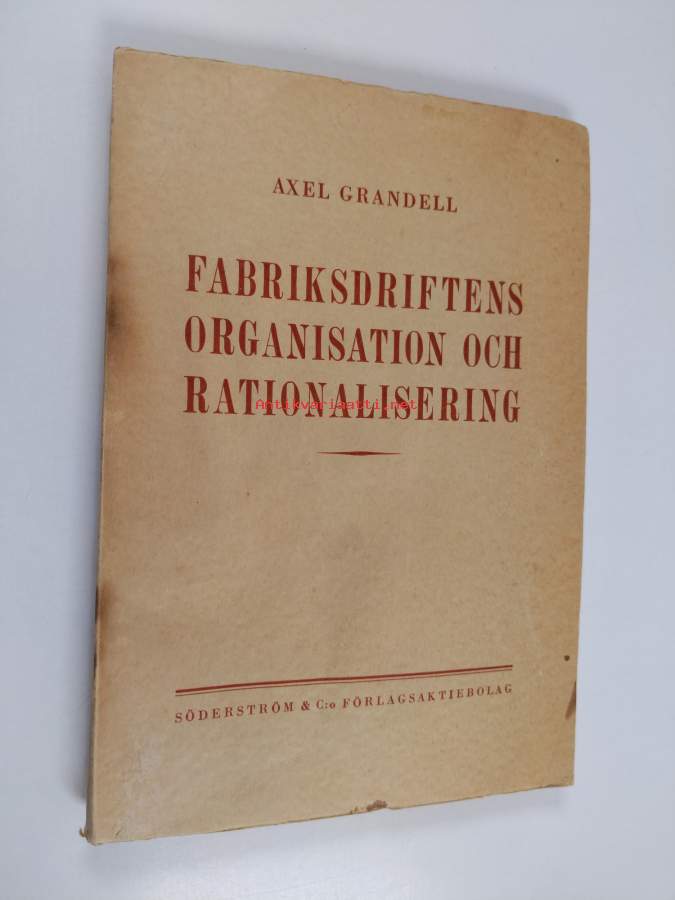 AXEL GRANDELL
FABRIKSDRIFTENS
ORGANISATION OCH
RATIONALISERING
Antikvariaatti.net
SÖDERSTRÖM & C:o FÖRLAGSAKTIEBOLAG